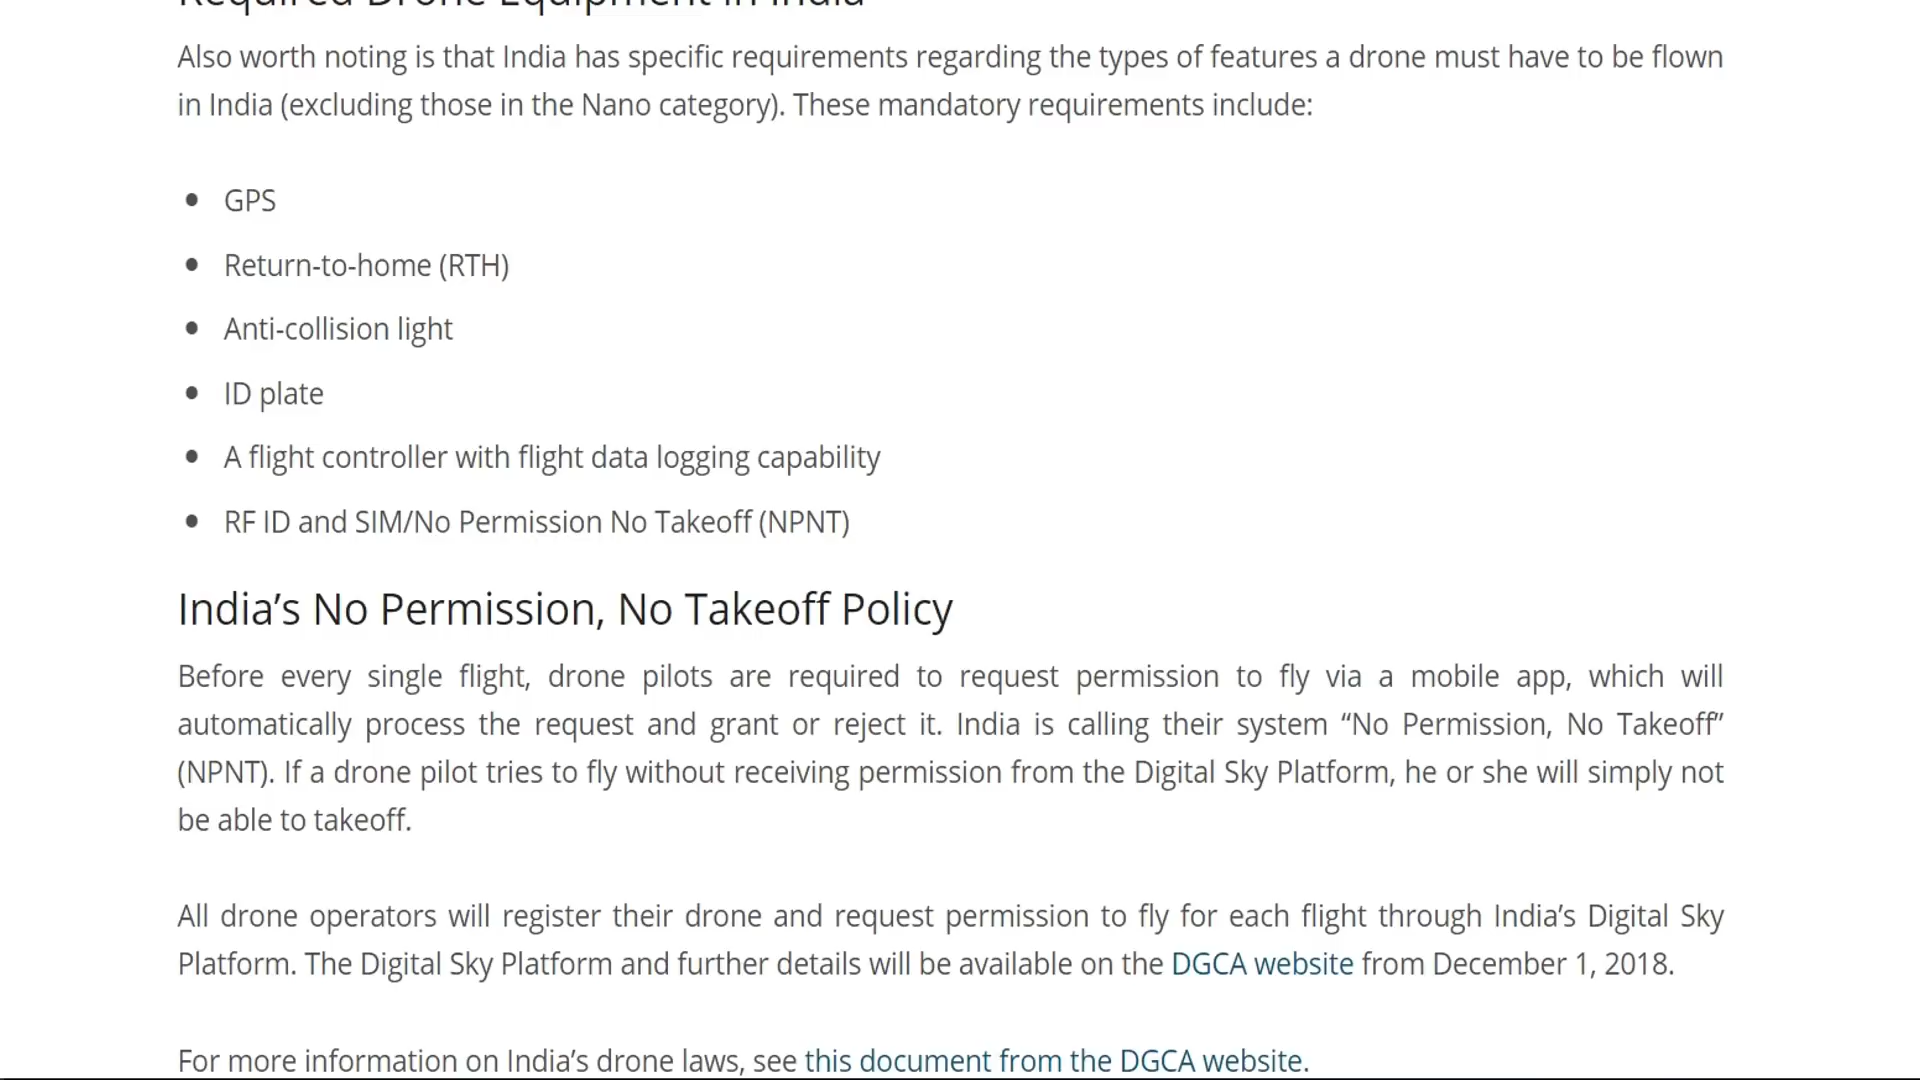 Required Drone Equipment in India
Also worth noting is that India has specific requirements regarding the types of features a drone must have to be flown
in India (excluding those in the Nano category). These mandatory requirements include:
GPS
Return-to-home (RTH)
Anti-collision light
ID plate
A flight controller with flight data logging capability
RF ID and SIM/No Permission No Takeoff (NPNT)
India’s No Permission, No Takeoff Policy
Before every single flight, drone pilots are required to request permission to fly via a mobile app, which will
automatically process the request and grant or reject it. India is calling their system “No Permission, No Takeoff”
(NPNT). If a drone pilot tries to fly without receiving permission from the Digital Sky Platform, he or she will simply not
be able to takeoff.
All drone operators will register their drone and request permission to fly for each flight through India’s Digital Sky
Platform. The Digital Sky Platform and further details will be available on the DGCA website from December 1, 2018.
For more information on India’s drone laws, see this document from the DGCA website.